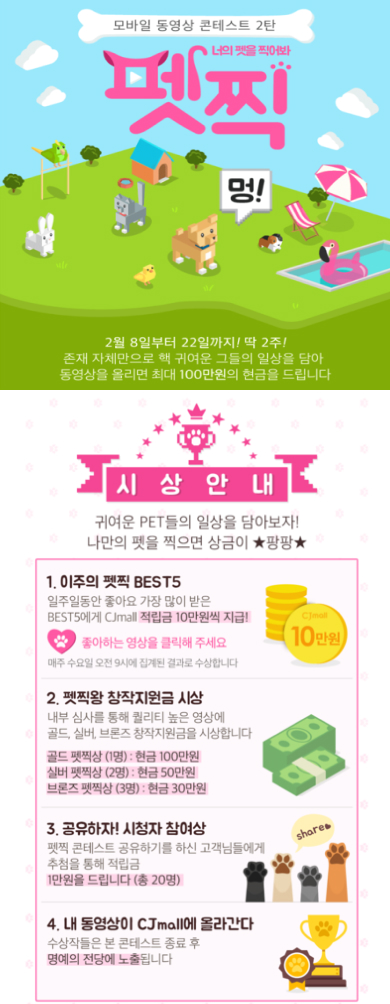 모바일 동영상 콘테스트 2탄
너의 펫을 찍어봐
펫찍
멍!
2월 8일부터 22일까지! 딱 2주!
존재 자체만으로 핵 귀여운 그들의 일상을 담아
동영상을 올리면 최대 100만원의 현금을 드립니다
시상안내
귀여운 PET들의 일상을 담아보자!
나만의 펫을 찍으면 상금이 ★팡팡★
1. 이주의 펫찍 BEST5
일주일동안 좋아요 가장 많이 받은
BEST5에게 CJmall 적립금 10만원씩 지급!
좋아하는 영상을 클릭해 주세요
매주 수요일 오전 9시에 집계된 결과로 수상합니다
CJmall
10만원
2. 펫찍왕 창작지원금 시상
내부 심사를 통해 퀄리티 높은 영상에
골드, 실버, 브론즈 창작지원금을 시상합니다
골드 펫찍상 (1명) : 현금 100만원
실버 펫찍상 (2명) : 현금 50만원
브론즈 펫찍상 (3명) : 현금 30만원
3. 공유하자! 시청자 참여상
펫찍 콘테스트 공유하기를 하신 고객님들에게
추첨을 통해 적립금
1만원을 드립니다 (총 20명)
share
4. 내 동영상이 CJmall에 올라간다
수상작들은 본 콘테스트 종료 후
명예의 전당에 노출됩니다